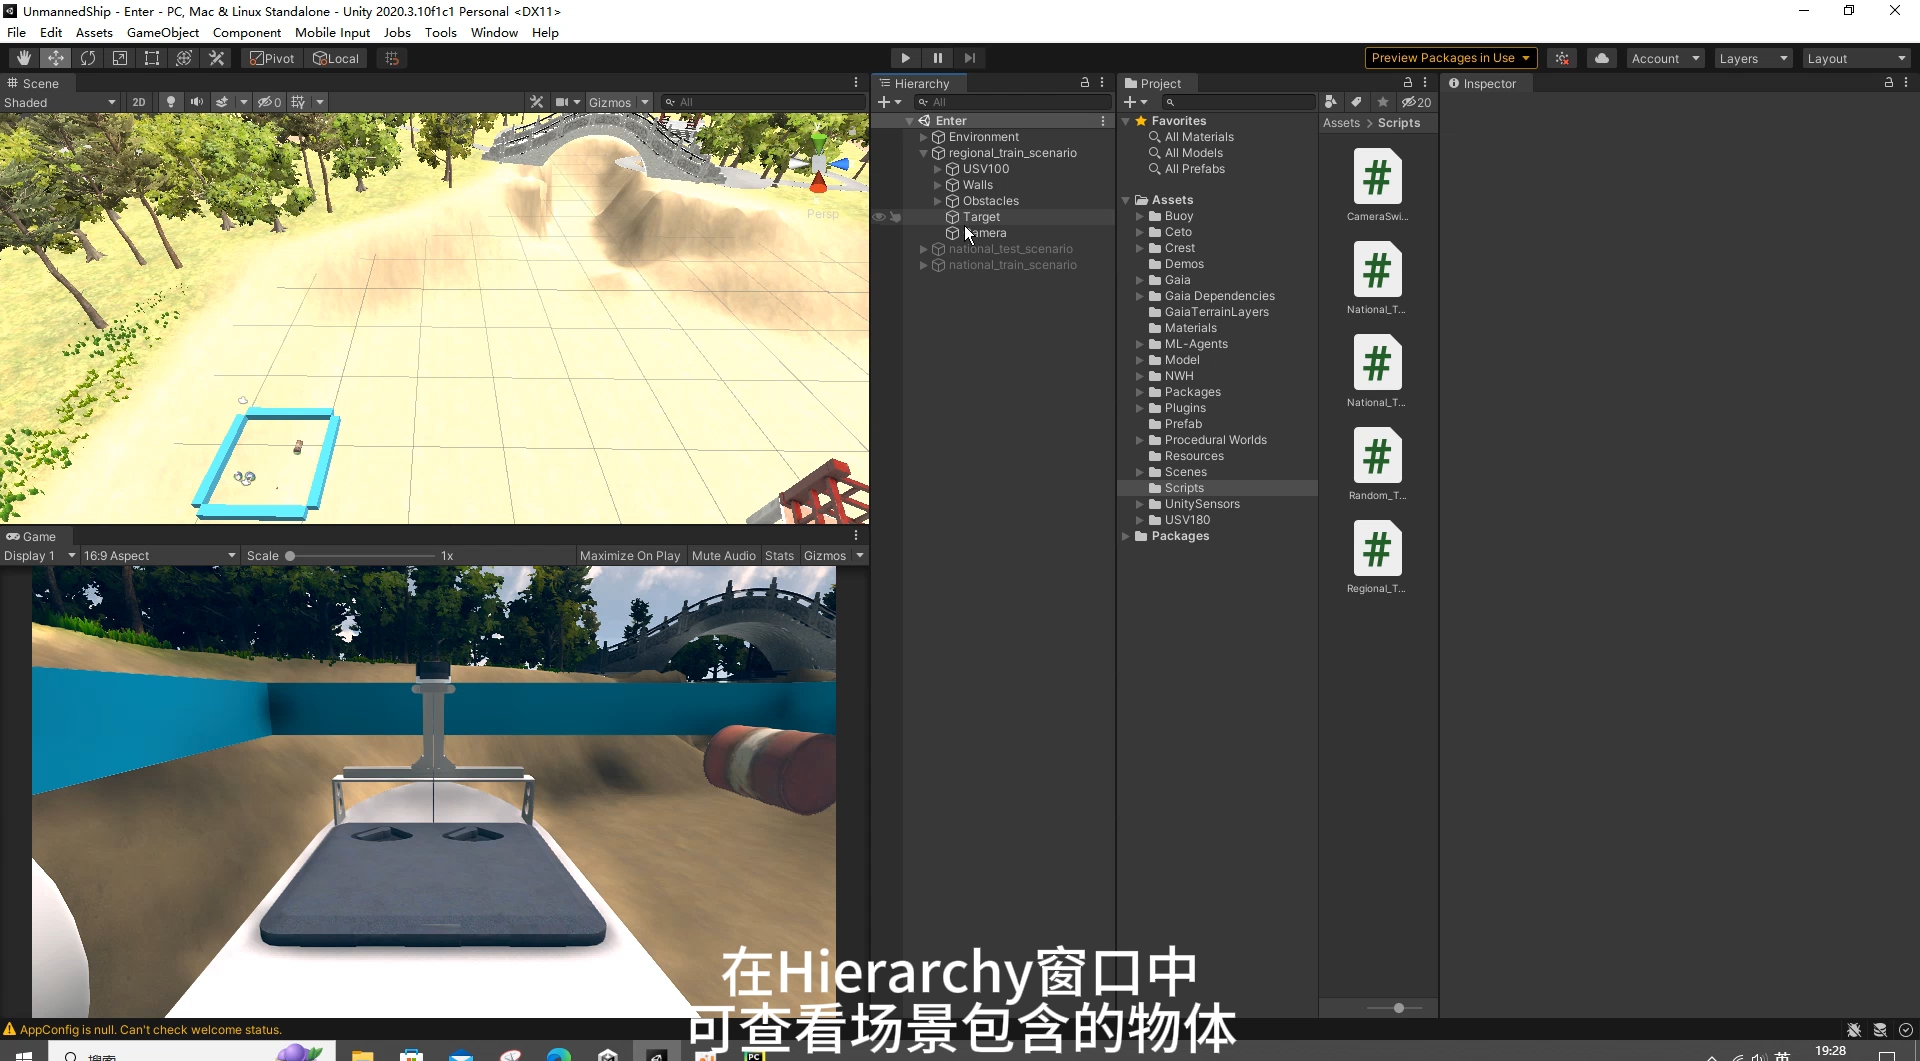 UnmannedShip - Enter - PC, Mac & Linux Standalone - Unity 2020.3.10f1c1 Personal <DX11>
File Edit Assets GameObject Component Mobile Input Jobs Tools Window Help
Pivot Local Preview Packages in Use Account Layers Layout
Scene
Shaded 2D 0 Gizmos All
Persp
Hierarchy
All
Enter
Environment
regional_train_scenario
USV100
Walls
Obstacles
Target
amera
national_test_scenario
national_train_scenario
Project
20
Favorites
All Materials
All Models
All Prefabs
Assets
Buoy
Ceto
Crest
Demos
Gaia
Gaia Dependencies
GaiaTerrainLayers
Materials
ML-Agents
Model
NWH
Packages
Plugins
Prefab
Procedural Worlds
Resources
Scenes
Scripts
UnitySensors
USV180
Packages
Assets > Scripts
CameraSwi...
National_T...
National_T...
Random_T...
Regional_T...
Inspector
Game
Display 1 16:9 Aspect Scale 1x Maximize On Play Mute Audio Stats Gizmos
在Hierarchy窗口中
可查看场景包含的物体
AppConfig is null. Can't check welcome status.
搜索
PC
英
19:28